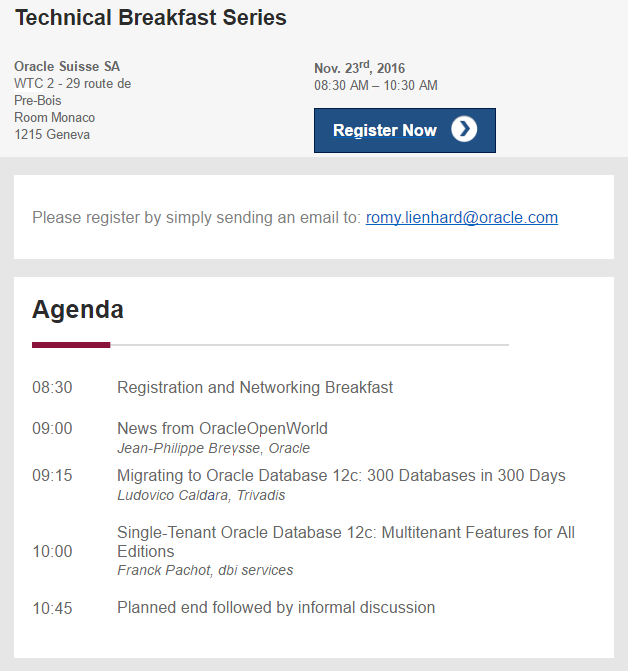 Technical Breakfast Series
Oracle Suisse SA
WTC 2 - 29 route de
Pre-Bois
Room Monaco
1215 Geneva
Nov. 23rd, 2016
08:30 AM – 10:30 AM
Register Now
Please register by simply sending an email to: romy.lienhard@oracle.com
Agenda
08:30 Registration and Networking Breakfast
09:00 News from OracleOpenWorld
Jean-Philippe Breysse, Oracle
09:15 Migrating to Oracle Database 12c: 300 Databases in 300 Days
Ludovico Caldara, Trivadis
Single-Tenant Oracle Database 12c: Multitenant Features for All
10:00 Editions
Franck Pachot, dbi services
10:45 Planned end followed by informal discussion